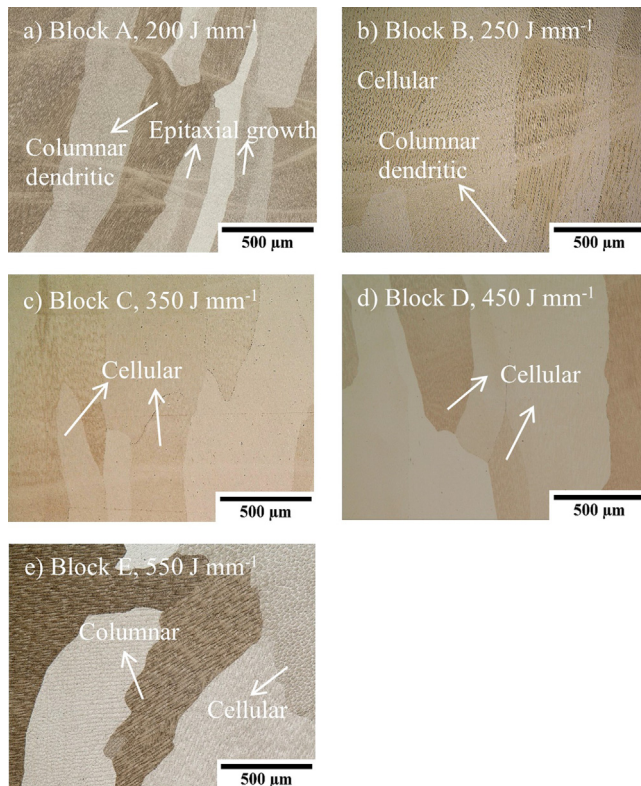 a) Block A, 200 J mm⁻¹
Columnar
dendritic
Epitaxial growth
500 µm
b) Block B, 250 J mm⁻¹
Cellular
Columnar
dendritic
500 µm
c) Block C, 350 J mm⁻¹
Cellular
500 µm
d) Block D, 450 J mm⁻¹
Cellular
500 µm
e) Block E, 550 J mm⁻¹
Columnar
Cellular
500 µm